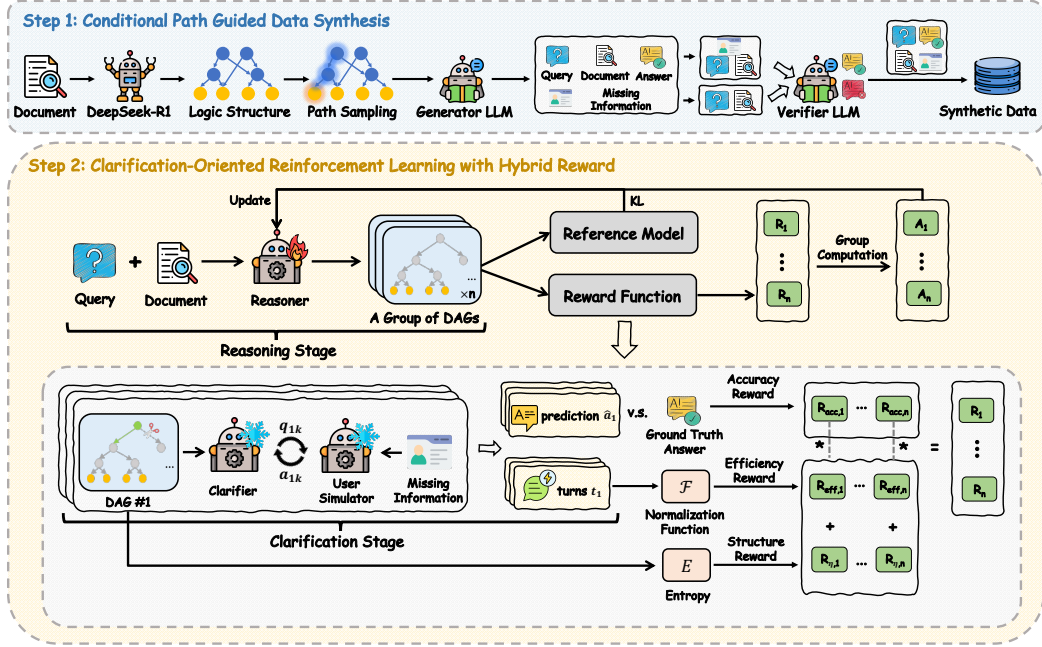 Step 1: Conditional Path Guided Data Synthesis
Query
Document
Answer
Missing
Information
Document
DeepSeek-R1
Logic Structure
Path Sampling
Generator LLM
Verifier LLM
Synthetic Data
Step 2: Clarification-Oriented Reinforcement Learning with Hybrid Reward
Update
KL
Query
+
Document
Reasoner
...
×n
A Group of DAGs
Reference Model
Reward Function
R1
⋮
Rn
Group
Computation
A1
⋮
An
Reasoning Stage
DAG #1
...
Clarifier
q1k
a1k
User
Simulator
Missing
Information
Clarification Stage
prediction â1
v.s.
AI
Ground Truth
Answer
Accuracy
Reward
Racc,1 ... Racc,n
* *
=
R1
⋮
Rn
turns t1
F
Normalization
Function
Efficiency
Reward
Reff,1 ... Reff,n
+ +
E
Entropy
Structure
Reward
Rη,1 ... Rη,n